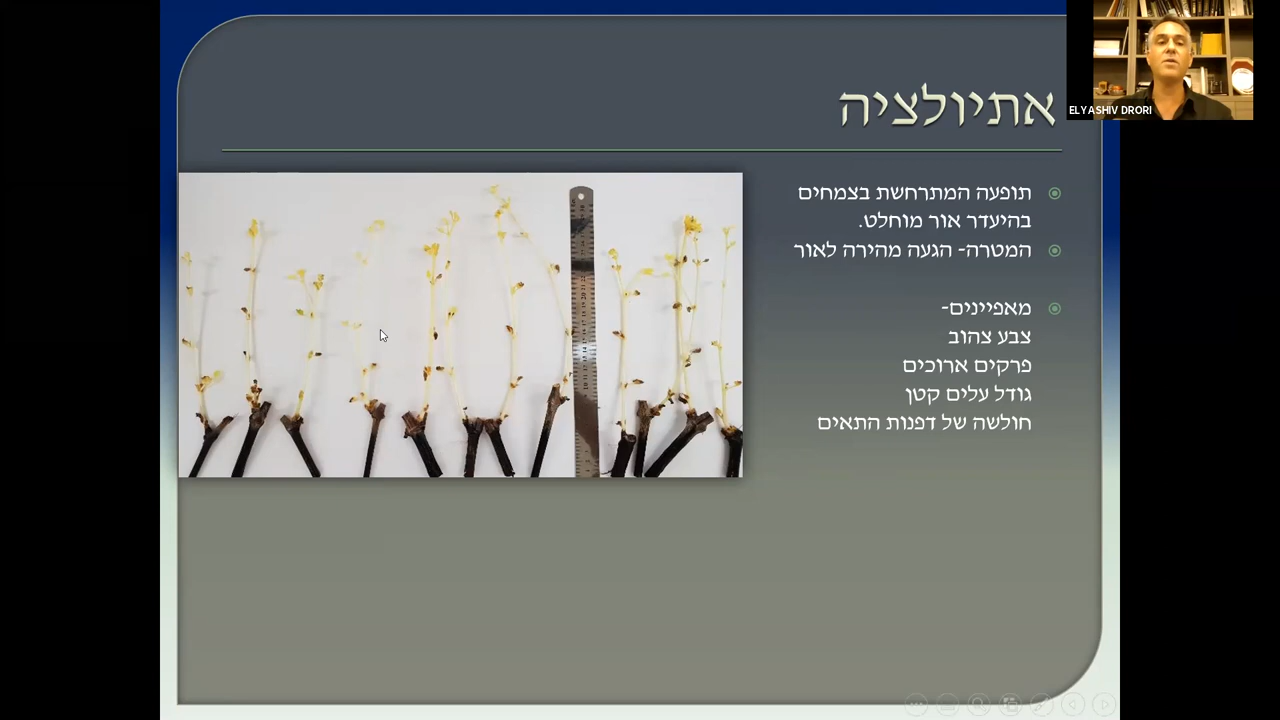 ELYASHIV DRORI
אתיולציה
תופעה המתרחשת בצמחים
בהיעדר אור מוחלט.
המטרה- הגעה מהירה לאור
מאפיינים-
צבע צהוב
פרקים ארוכים
גודל עלים קטן
חולשה של דפנות התאים